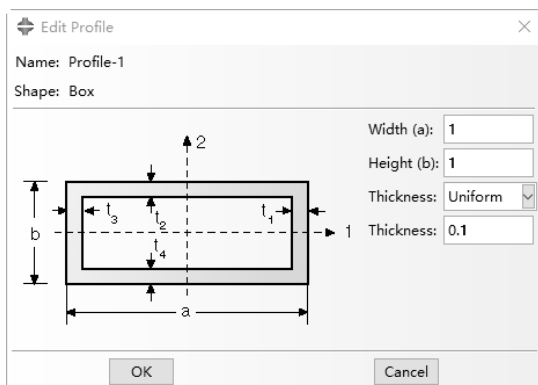 Edit Profile
Name: Profile-1
Shape: Box
Width (a): 1
Height (b): 1
Thickness: Uniform
Thickness: 0.1
2
t3
t2
t1
b
1
t4
a
OK
Cancel